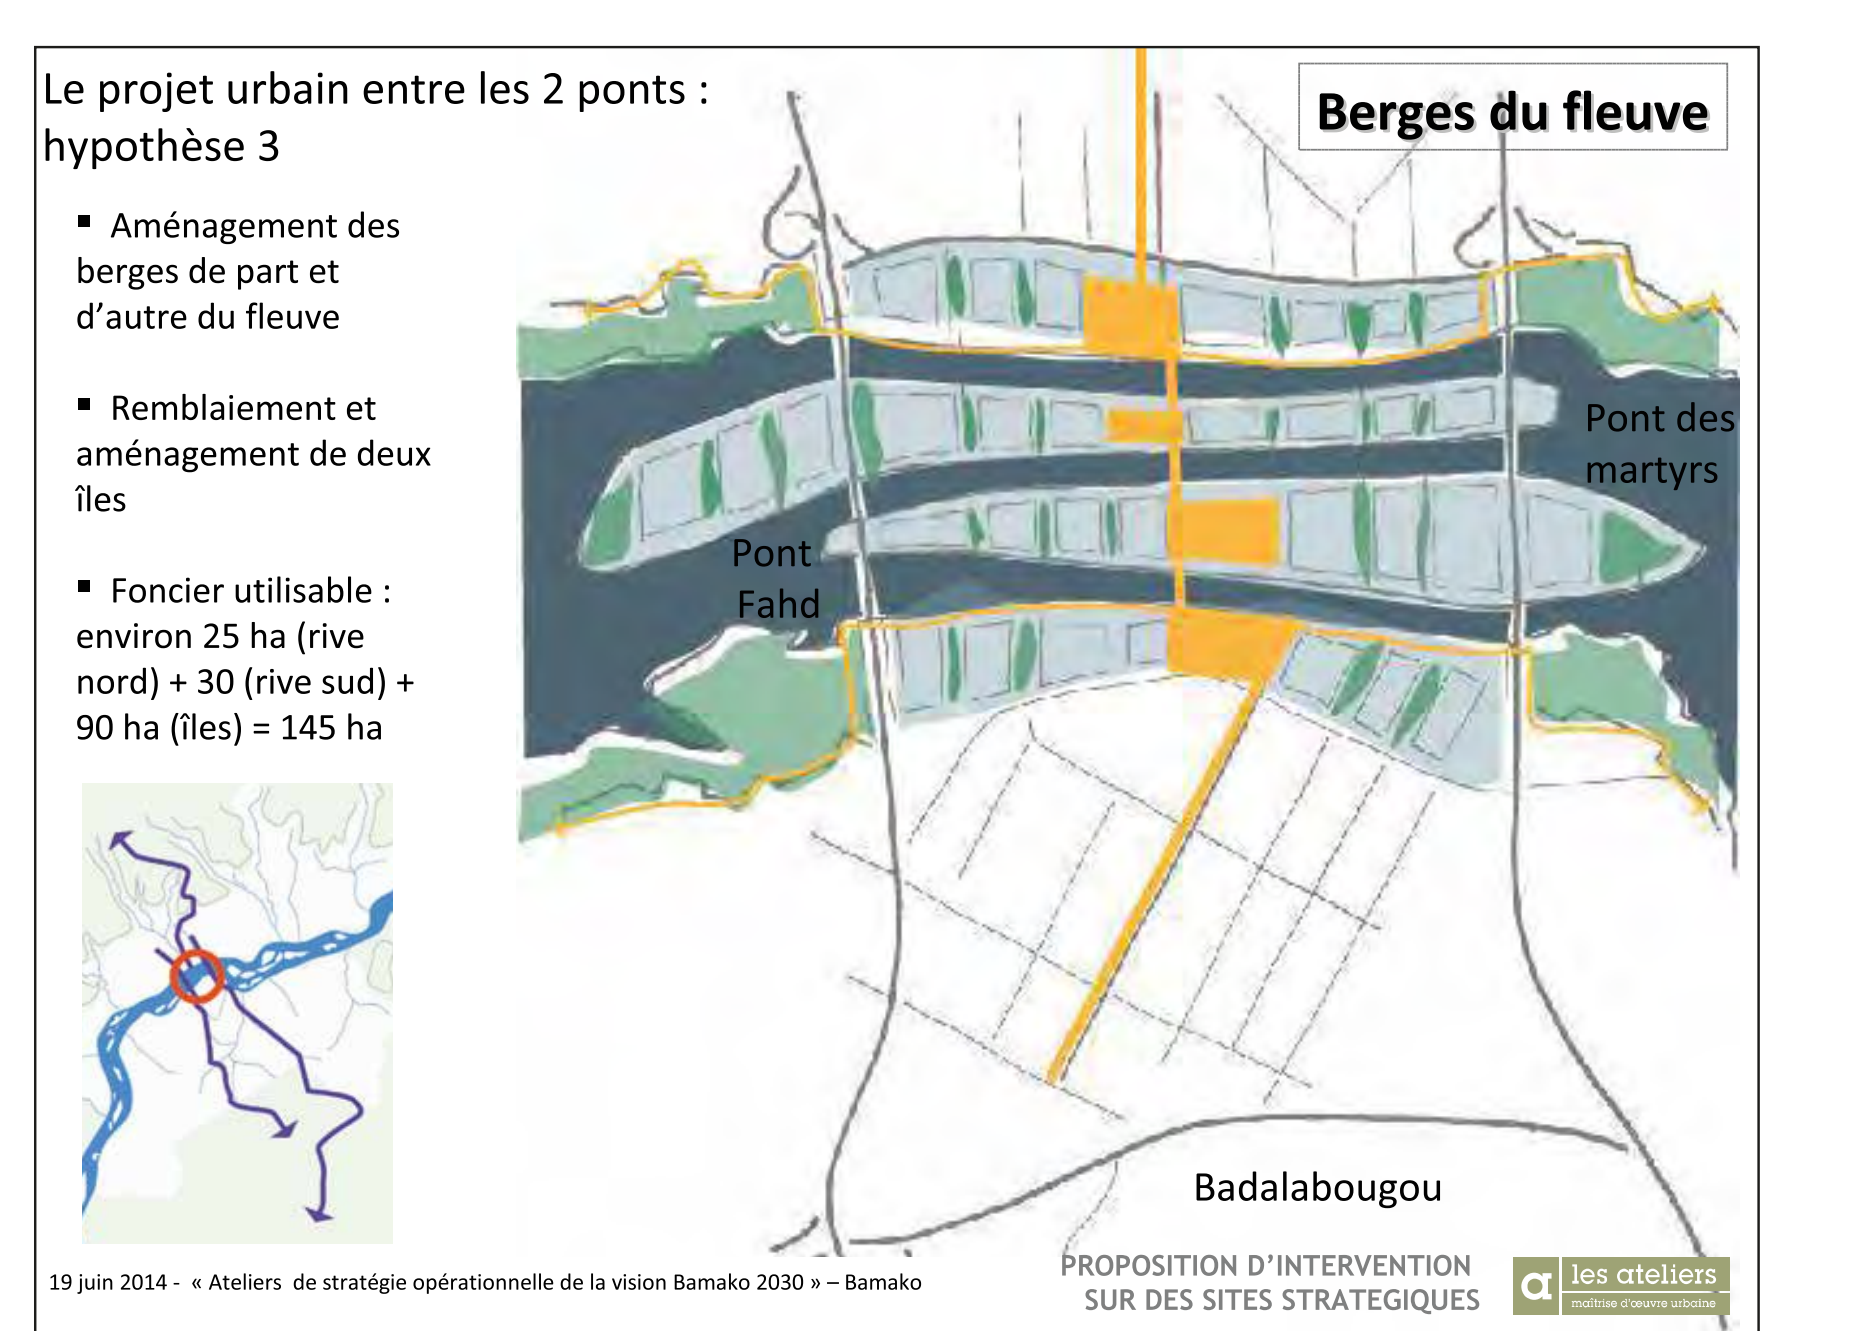 Le projet urbain entre les 2 ponts :
hypothèse 3
Berges du fleuve
▪ Aménagement des
berges de part et
d’autre du fleuve
▪ Remblaiement et
aménagement de deux
îles
▪ Foncier utilisable :
environ 25 ha (rive
nord) + 30 (rive sud) +
90 ha (îles) = 145 ha
Pont des
martyrs
Pont
Fahd
Badalabougou
19 juin 2014 - « Ateliers de stratégie opérationnelle de la vision Bamako 2030 » – Bamako
PROPOSITION D’INTERVENTION
SUR DES SITES STRATEGIQUES
a
les ateliers
maîtrise d'œuvre urbaine